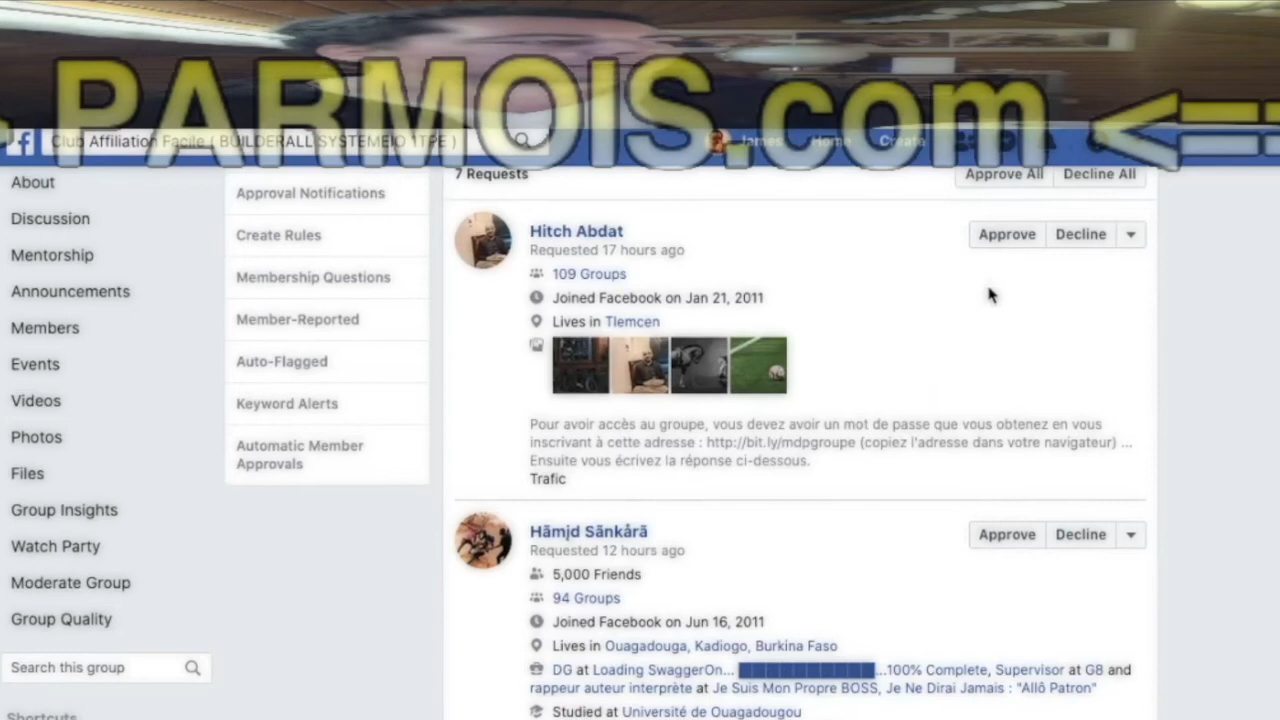 PARMOIS.com <==
Club Affiliation Facile ( BUILDERALL SYSTEMEIO 1TPE )
James Home Create
7 Requests
Approve All Decline All
About
Discussion
Mentorship
Announcements
Members
Events
Videos
Photos
Files
Group Insights
Watch Party
Moderate Group
Group Quality
Search this group
Shortcuts
Approval Notifications
Create Rules
Membership Questions
Member-Reported
Auto-Flagged
Keyword Alerts
Automatic Member
Approvals
Hitch Abdat
Approve Decline
Requested 17 hours ago
109 Groups
Joined Facebook on Jan 21, 2011
Lives in Tlemcen
Pour avoir accès au groupe, vous devez avoir un mot de passe que vous obtenez en vous
inscrivant à cette adresse : http://bit.ly/mdpgroupe (copiez l'adresse dans votre navigateur) ...
Ensuite vous écrivez la réponse ci-dessous.
Trafic
Hãmįd Sãnkårã
Approve Decline
Requested 12 hours ago
5,000 Friends
94 Groups
Joined Facebook on Jun 16, 2011
Lives in Ouagadouga, Kadiogo, Burkina Faso
DG at Loading SwaggerOn... ████████████...100% Complete, Supervisor at G8 and
rappeur auteur interprète at Je Suis Mon Propre BOSS, Je Ne Dirai Jamais : "Allô Patron"
Studied at Université de Ouagadougou